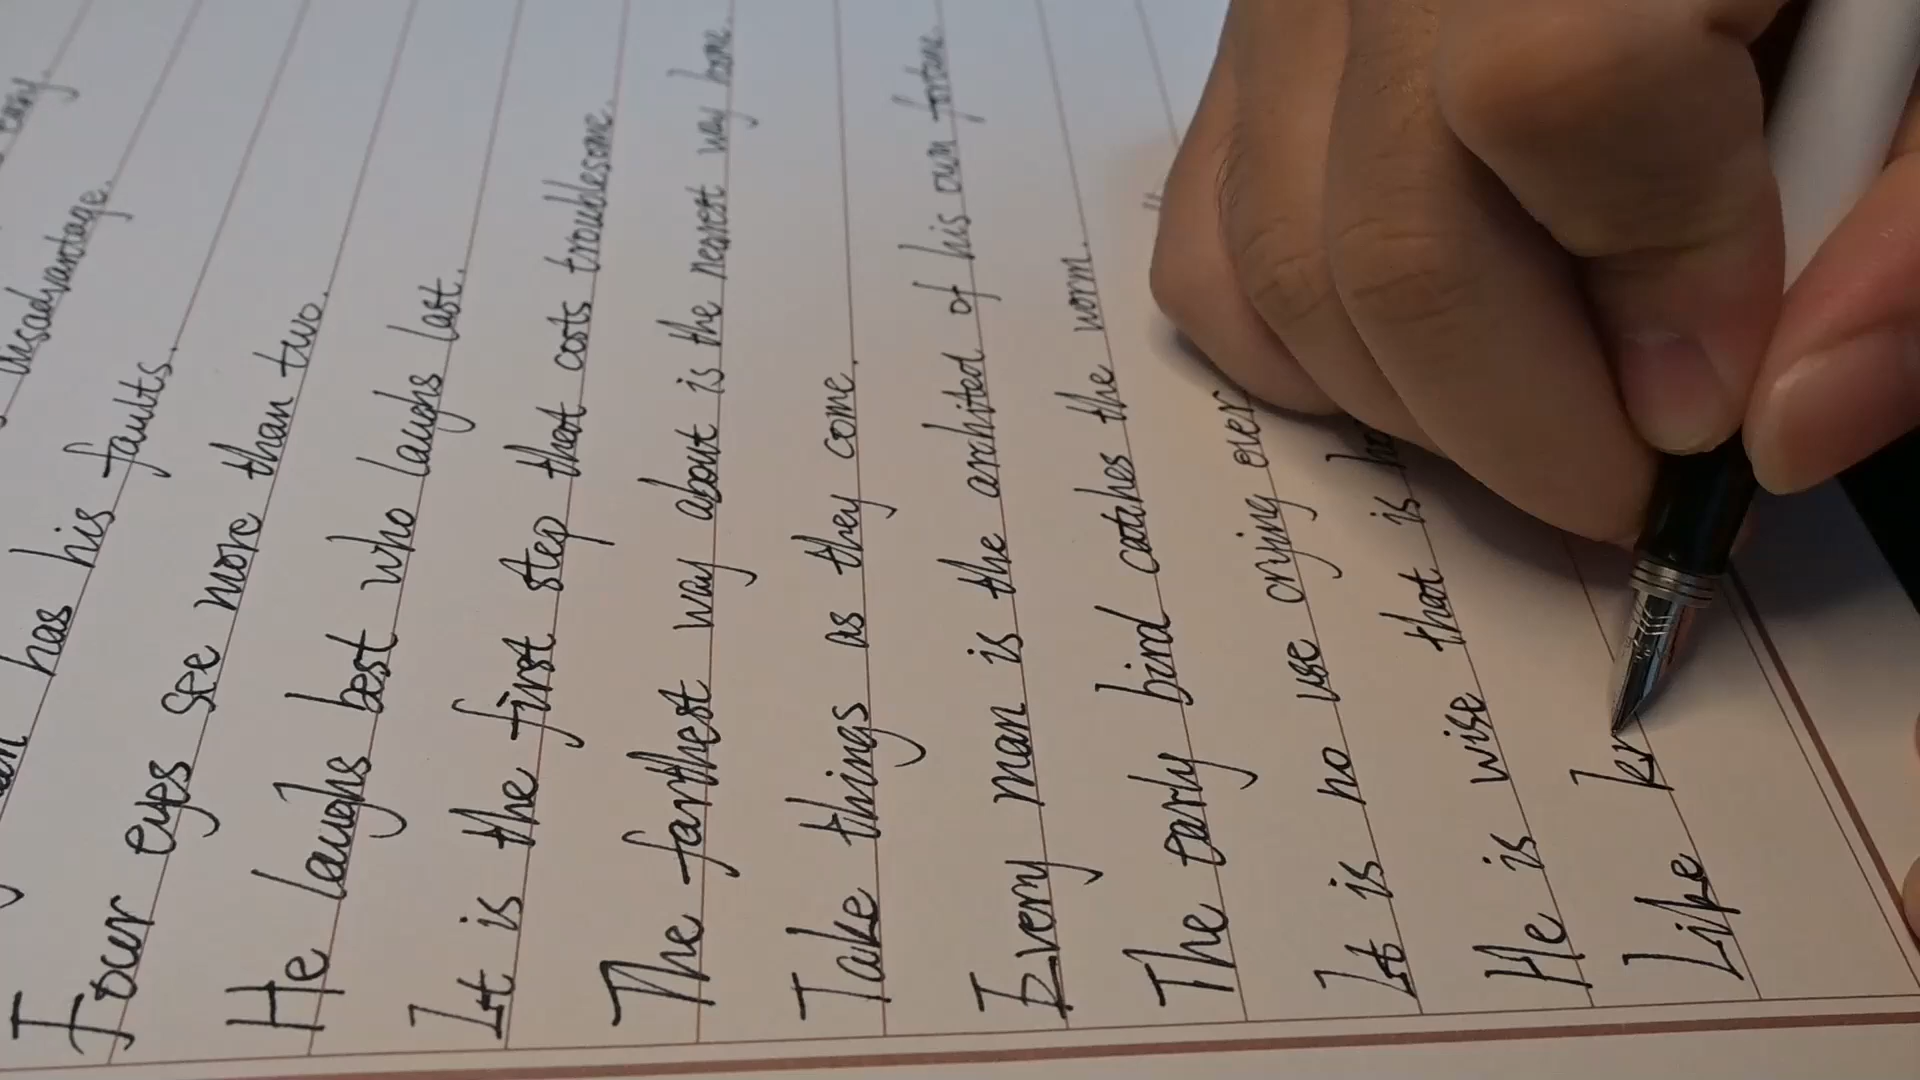 easy.
disadvantage.
has his faults.
Four eyes see more than two.
He laughs best who laughs last.
It is the first step that costs troublesome.
The farthest way about is the nearest way home.
Take things as they come.
Every man is the architect of his own fortune.
The early bird catches the worm.
It is no use crying over
He is wise that is ho
Like kn